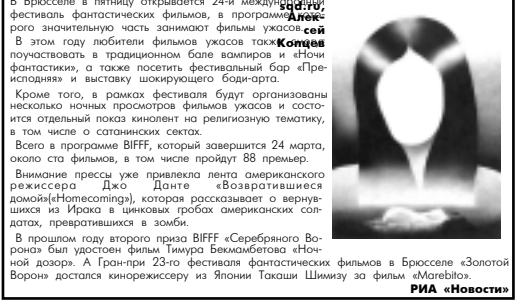 В Брюсселе в пятницу открывается 24-й международный
фестиваль фантастических фильмов, в программе кото-
рого значительную часть занимают фильмы ужасов.
sqd.ru,
Алек-
сей
Копцев
В этом году любители фильмов ужасов также
поучаствовать в традиционном бале вампиров и «Ночи
фантастики», а также посетить фестивальный бар «Пре-
исподняя» и выставку шокирующего боди-арта.
Кроме того, в рамках фестиваля будут организованы
несколько ночных просмотров фильмов ужасов и состо-
ится отдельный показ кинолент на религиозную тематику,
в том числе о сатанинских сектах.
Всего в программе BIFFF, который завершится 24 марта,
около ста фильмов, в том числе пройдут 88 премьер.
Внимание прессы уже привлекла лента американского
режиссера Джо Данте «Возвратившиеся
домой»(«Homecoming»), которая рассказывает о вернув-
шихся из Ирака в цинковых гробах американских сол-
датах, превратившихся в зомби.
В прошлом году второго приза BIFFF «Серебряного Во-
рона» был удостоен фильм Тимура Бекмамбетова «Ноч-
ной дозор». А Гран-при 23-го фестиваля фантастических фильмов в Брюсселе «Золотой
Ворон» достался кинорежиссеру из Японии Такаши Шимизу за фильм «Marebito».
РИА «Новости»